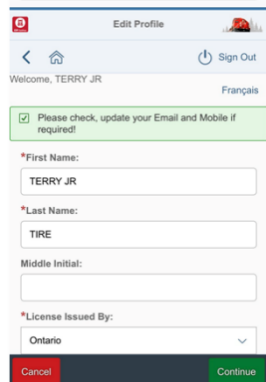 Edit Profile
Sign Out
Welcome, TERRY JR
Français
Please check, update your Email and Mobile if
required!
*First Name:
TERRY JR
*Last Name:
TIRE
Middle Initial:
*License Issued By:
Ontario
Cancel
Continue